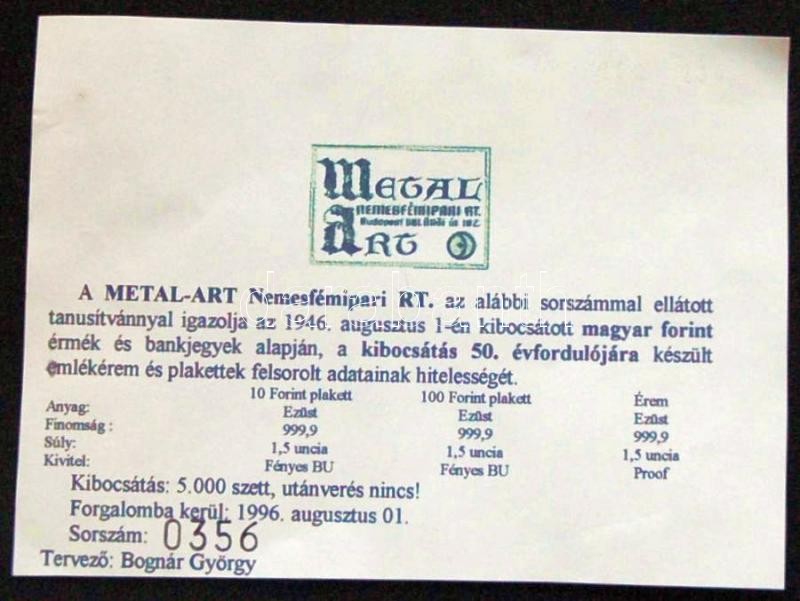 METAL
NEMESFÉMIPARI RT.
Budapest
ART
A METAL-ART Nemesfémipari RT. az alábbi sorszámmal ellátott
tanusítvánnyal igazolja az 1946. augusztus 1-én kibocsátott magyar forint
érmék és bankjegyek alapján, a kibocsátás 50. évfordulójára készült
emlékérem és plakettek felsorolt adatainak hitelességét.
10 Forint plakett 100 Forint plakett Érem
Anyag: Ezüst Ezüst Ezüst
Finomság : 999,9 999,9 999,9
Súly: 1,5 uncia 1,5 uncia 1,5 uncia
Kivitel: Fényes BU Fényes BU Proof
Kibocsátás: 5.000 szett, utánverés nincs!
Forgalomba kerül: 1996. augusztus 01.
Sorszám: 0356
Tervező: Bognár György